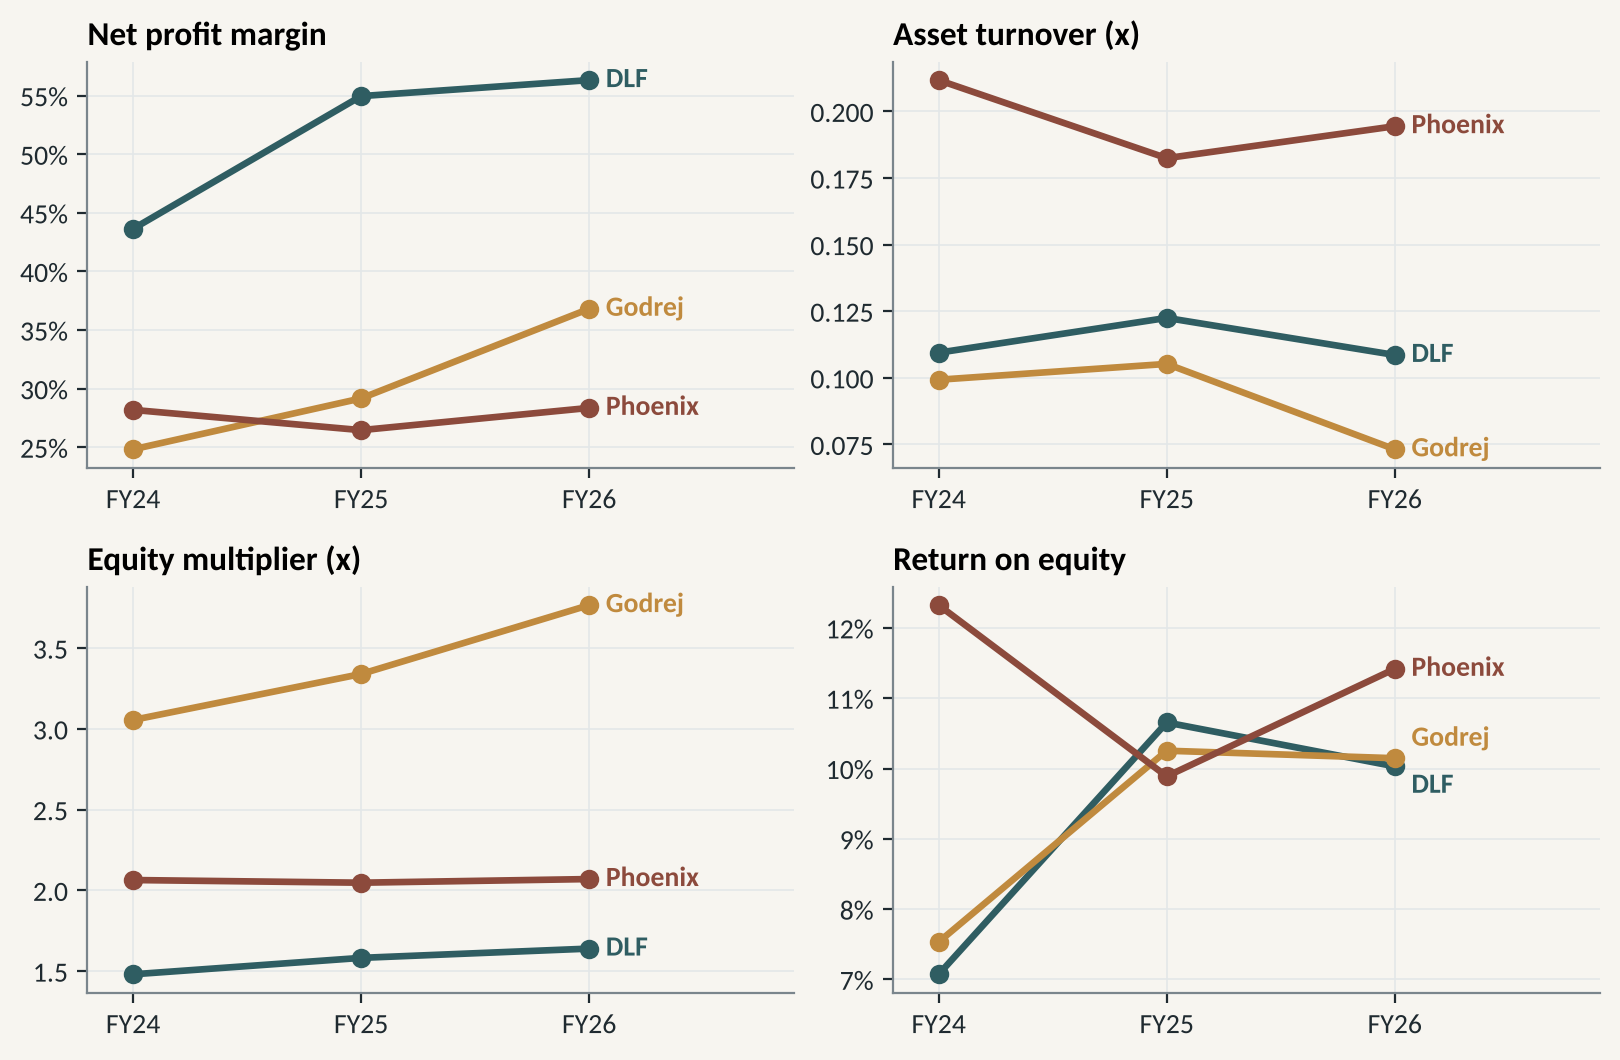 Net profit margin
55%
50%
45%
40%
35%
30%
25%
DLF
Godrej
Phoenix
FY24 FY25 FY26
Asset turnover (x)
0.200
0.175
0.150
0.125
0.100
0.075
Phoenix
DLF
Godrej
FY24 FY25 FY26
Equity multiplier (x)
3.5
3.0
2.5
2.0
1.5
Godrej
Phoenix
DLF
FY24 FY25 FY26
Return on equity
12%
11%
10%
9%
8%
7%
Phoenix
Godrej
DLF
FY24 FY25 FY26